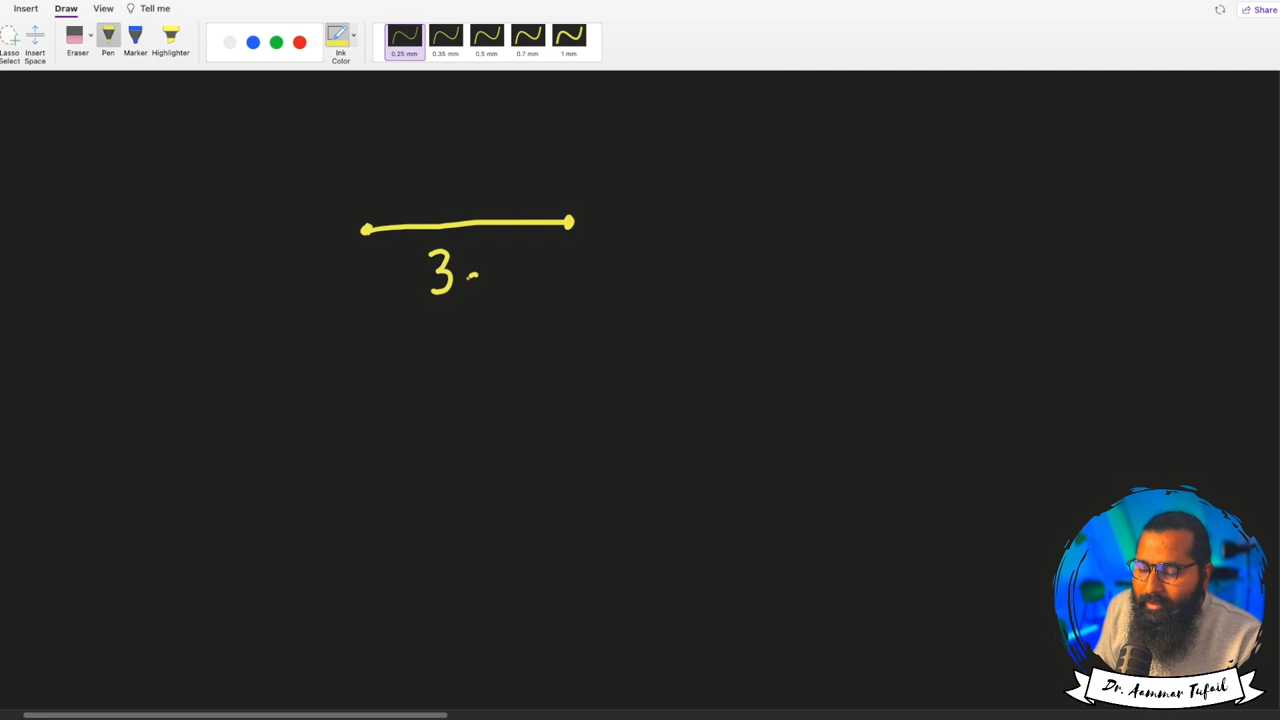 Insert Draw View Tell me
Share
Lasso Select
Insert Space
Eraser
Pen
Marker
Highlighter
Ink Color
0.25 mm
0.35 mm
0.5 mm
0.7 mm
1 mm
3
Dr. Aammar Tufail